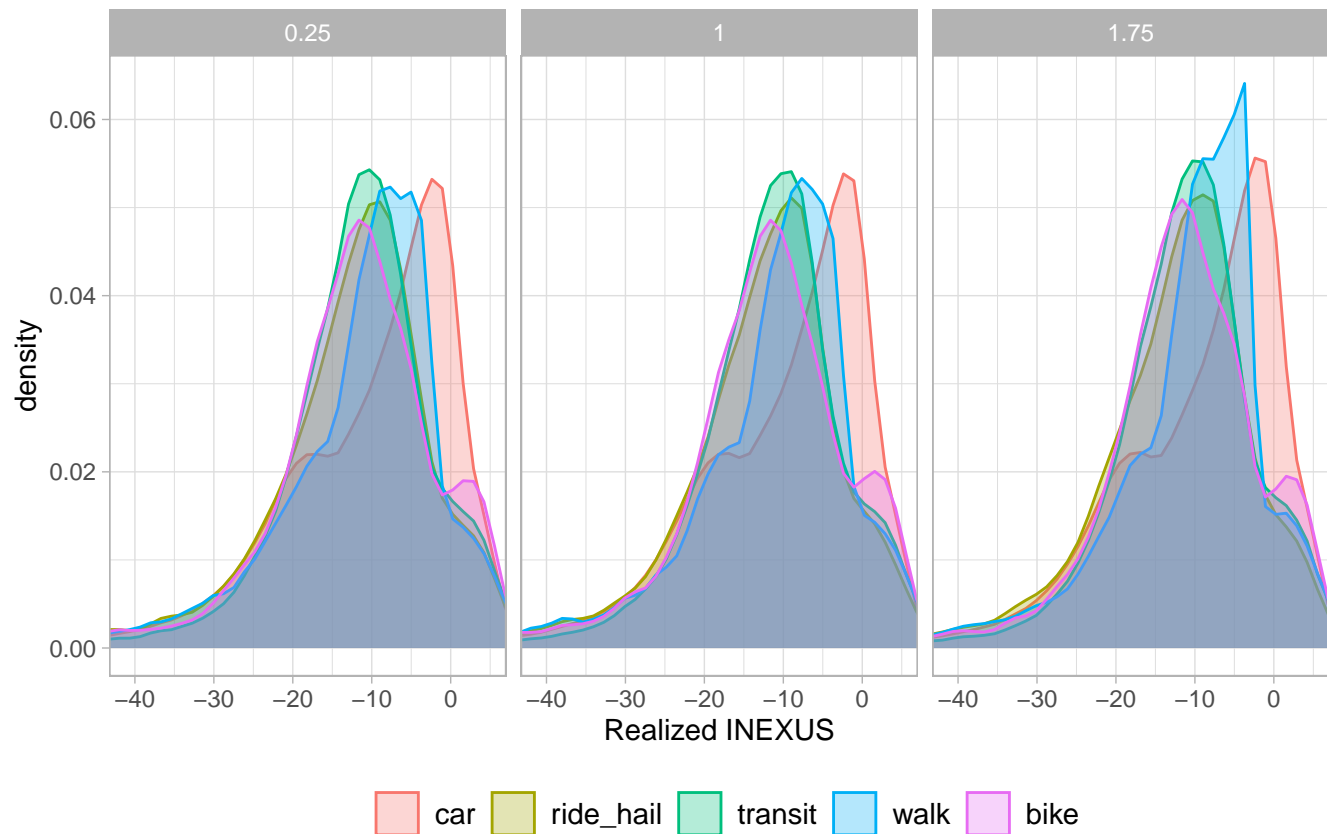 0.25 1 1.75
0.06
0.04
0.02
0.00
density
−40 −30 −20 −10 0 −40 −30 −20 −10 0 −40 −30 −20 −10 0
Realized INEXUS
car ride_hail transit walk bike